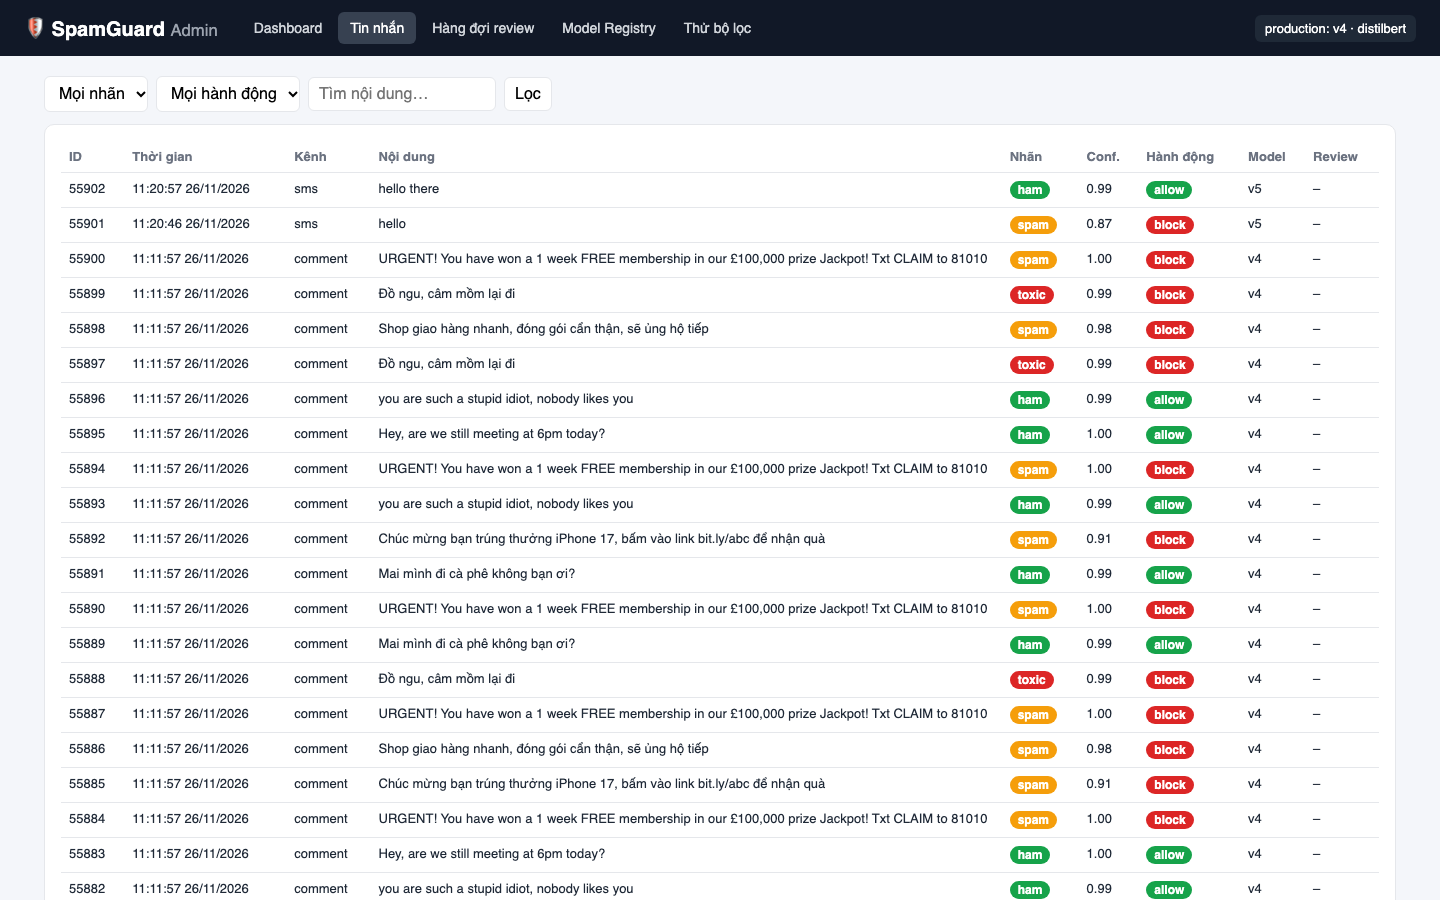 SpamGuard Admin Dashboard Tin nhắn Hàng đợi review Model Registry Thử bộ lọc production: v4 · distilbert
Mọi nhãn Mọi hành động Tìm nội dung… Lọc
ID Thời gian Kênh Nội dung Nhãn Conf. Hành động Model Review
55902 11:20:57 26/11/2026 sms hello there ham 0.99 allow v5 –
55901 11:20:46 26/11/2026 sms hello spam 0.87 block v5 –
55900 11:11:57 26/11/2026 comment URGENT! You have won a 1 week FREE membership in our £100,000 prize Jackpot! Txt CLAIM to 81010 spam 1.00 block v4 –
55899 11:11:57 26/11/2026 comment Đồ ngu, câm mồm lại đi toxic 0.99 block v4 –
55898 11:11:57 26/11/2026 comment Shop giao hàng nhanh, đóng gói cẩn thận, sẽ ủng hộ tiếp spam 0.98 block v4 –
55897 11:11:57 26/11/2026 comment Đồ ngu, câm mồm lại đi toxic 0.99 block v4 –
55896 11:11:57 26/11/2026 comment you are such a stupid idiot, nobody likes you ham 0.99 allow v4 –
55895 11:11:57 26/11/2026 comment Hey, are we still meeting at 6pm today? ham 1.00 allow v4 –
55894 11:11:57 26/11/2026 comment URGENT! You have won a 1 week FREE membership in our £100,000 prize Jackpot! Txt CLAIM to 81010 spam 1.00 block v4 –
55893 11:11:57 26/11/2026 comment you are such a stupid idiot, nobody likes you ham 0.99 allow v4 –
55892 11:11:57 26/11/2026 comment Chúc mừng bạn trúng thưởng iPhone 17, bấm vào link bit.ly/abc để nhận quà spam 0.91 block v4 –
55891 11:11:57 26/11/2026 comment Mai mình đi cà phê không bạn ơi? ham 0.99 allow v4 –
55890 11:11:57 26/11/2026 comment URGENT! You have won a 1 week FREE membership in our £100,000 prize Jackpot! Txt CLAIM to 81010 spam 1.00 block v4 –
55889 11:11:57 26/11/2026 comment Mai mình đi cà phê không bạn ơi? ham 0.99 allow v4 –
55888 11:11:57 26/11/2026 comment Đồ ngu, câm mồm lại đi toxic 0.99 block v4 –
55887 11:11:57 26/11/2026 comment URGENT! You have won a 1 week FREE membership in our £100,000 prize Jackpot! Txt CLAIM to 81010 spam 1.00 block v4 –
55886 11:11:57 26/11/2026 comment Shop giao hàng nhanh, đóng gói cẩn thận, sẽ ủng hộ tiếp spam 0.98 block v4 –
55885 11:11:57 26/11/2026 comment Chúc mừng bạn trúng thưởng iPhone 17, bấm vào link bit.ly/abc để nhận quà spam 0.91 block v4 –
55884 11:11:57 26/11/2026 comment URGENT! You have won a 1 week FREE membership in our £100,000 prize Jackpot! Txt CLAIM to 81010 spam 1.00 block v4 –
55883 11:11:57 26/11/2026 comment Hey, are we still meeting at 6pm today? ham 1.00 allow v4 –
55882 11:11:57 26/11/2026 comment you are such a stupid idiot, nobody likes you ham 0.99 allow v4 –